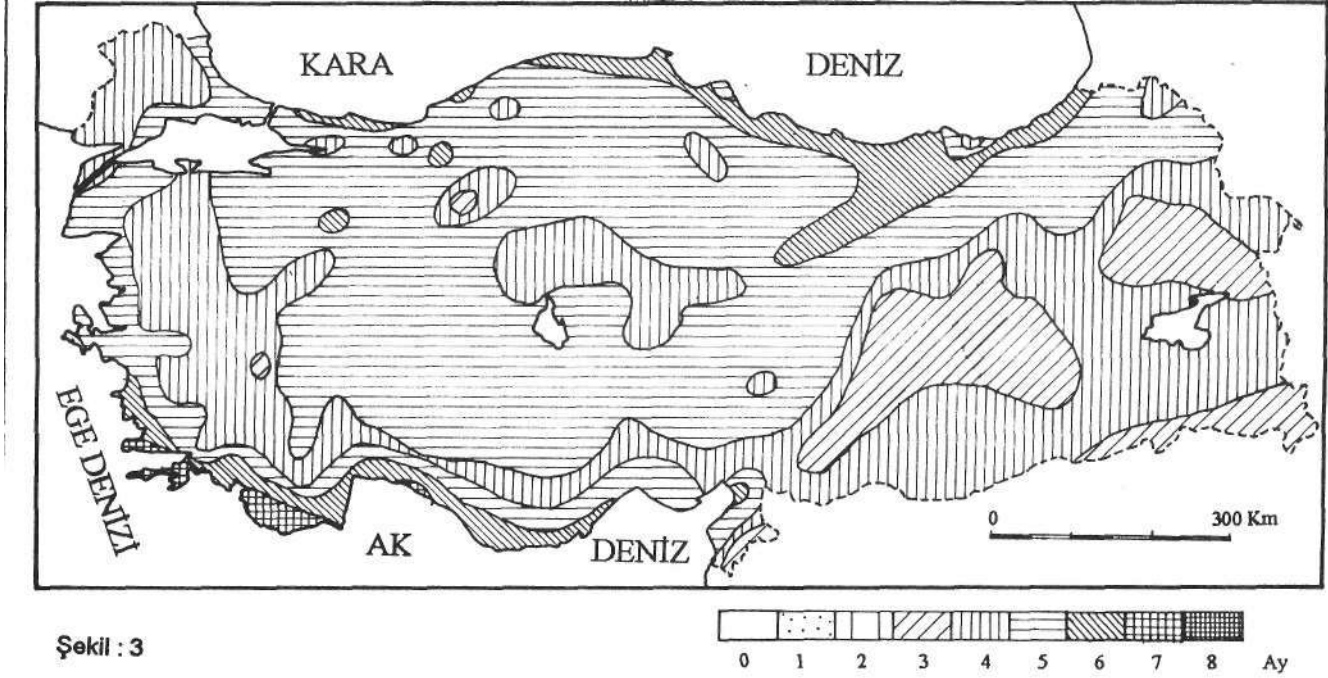 KARA DENİZ
EGE DENİZİ
AK DENİZ
0 300 Km
Şekil : 3
0 1 2 3 4 5 6 7 8 Ay